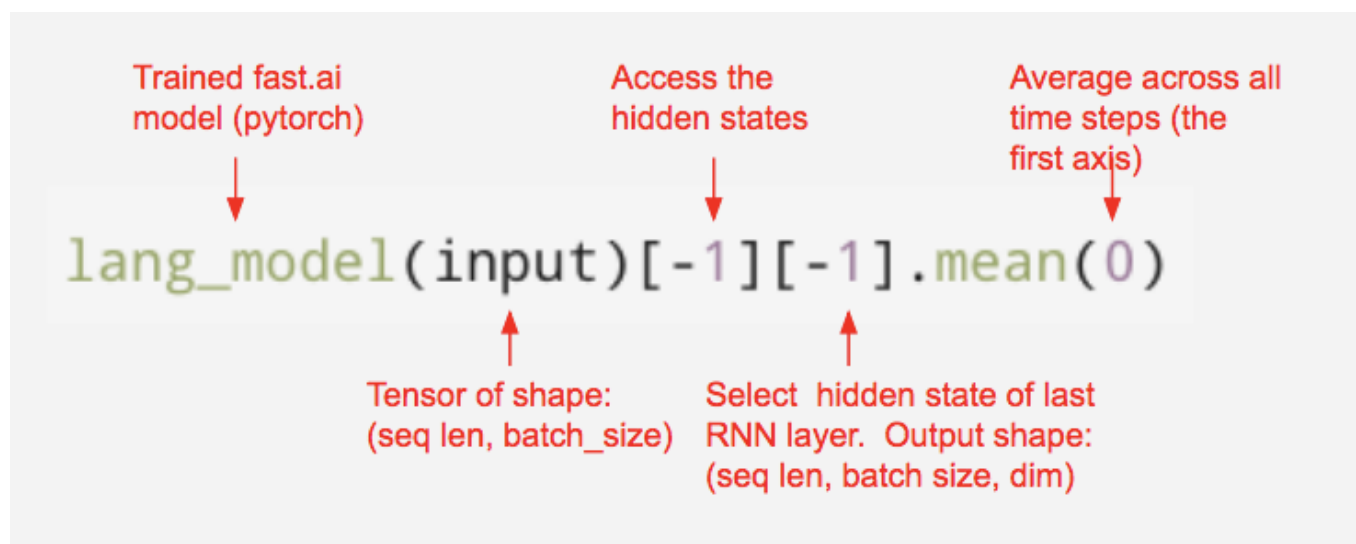 Trained fast.ai
model (pytorch)
Access the
hidden states
Average across all
time steps (the
first axis)
lang_model(input)[-1][-1].mean(0)
Tensor of shape:
(seq len, batch_size)
Select  hidden state of last
RNN layer.  Output shape:
(seq len, batch size, dim)